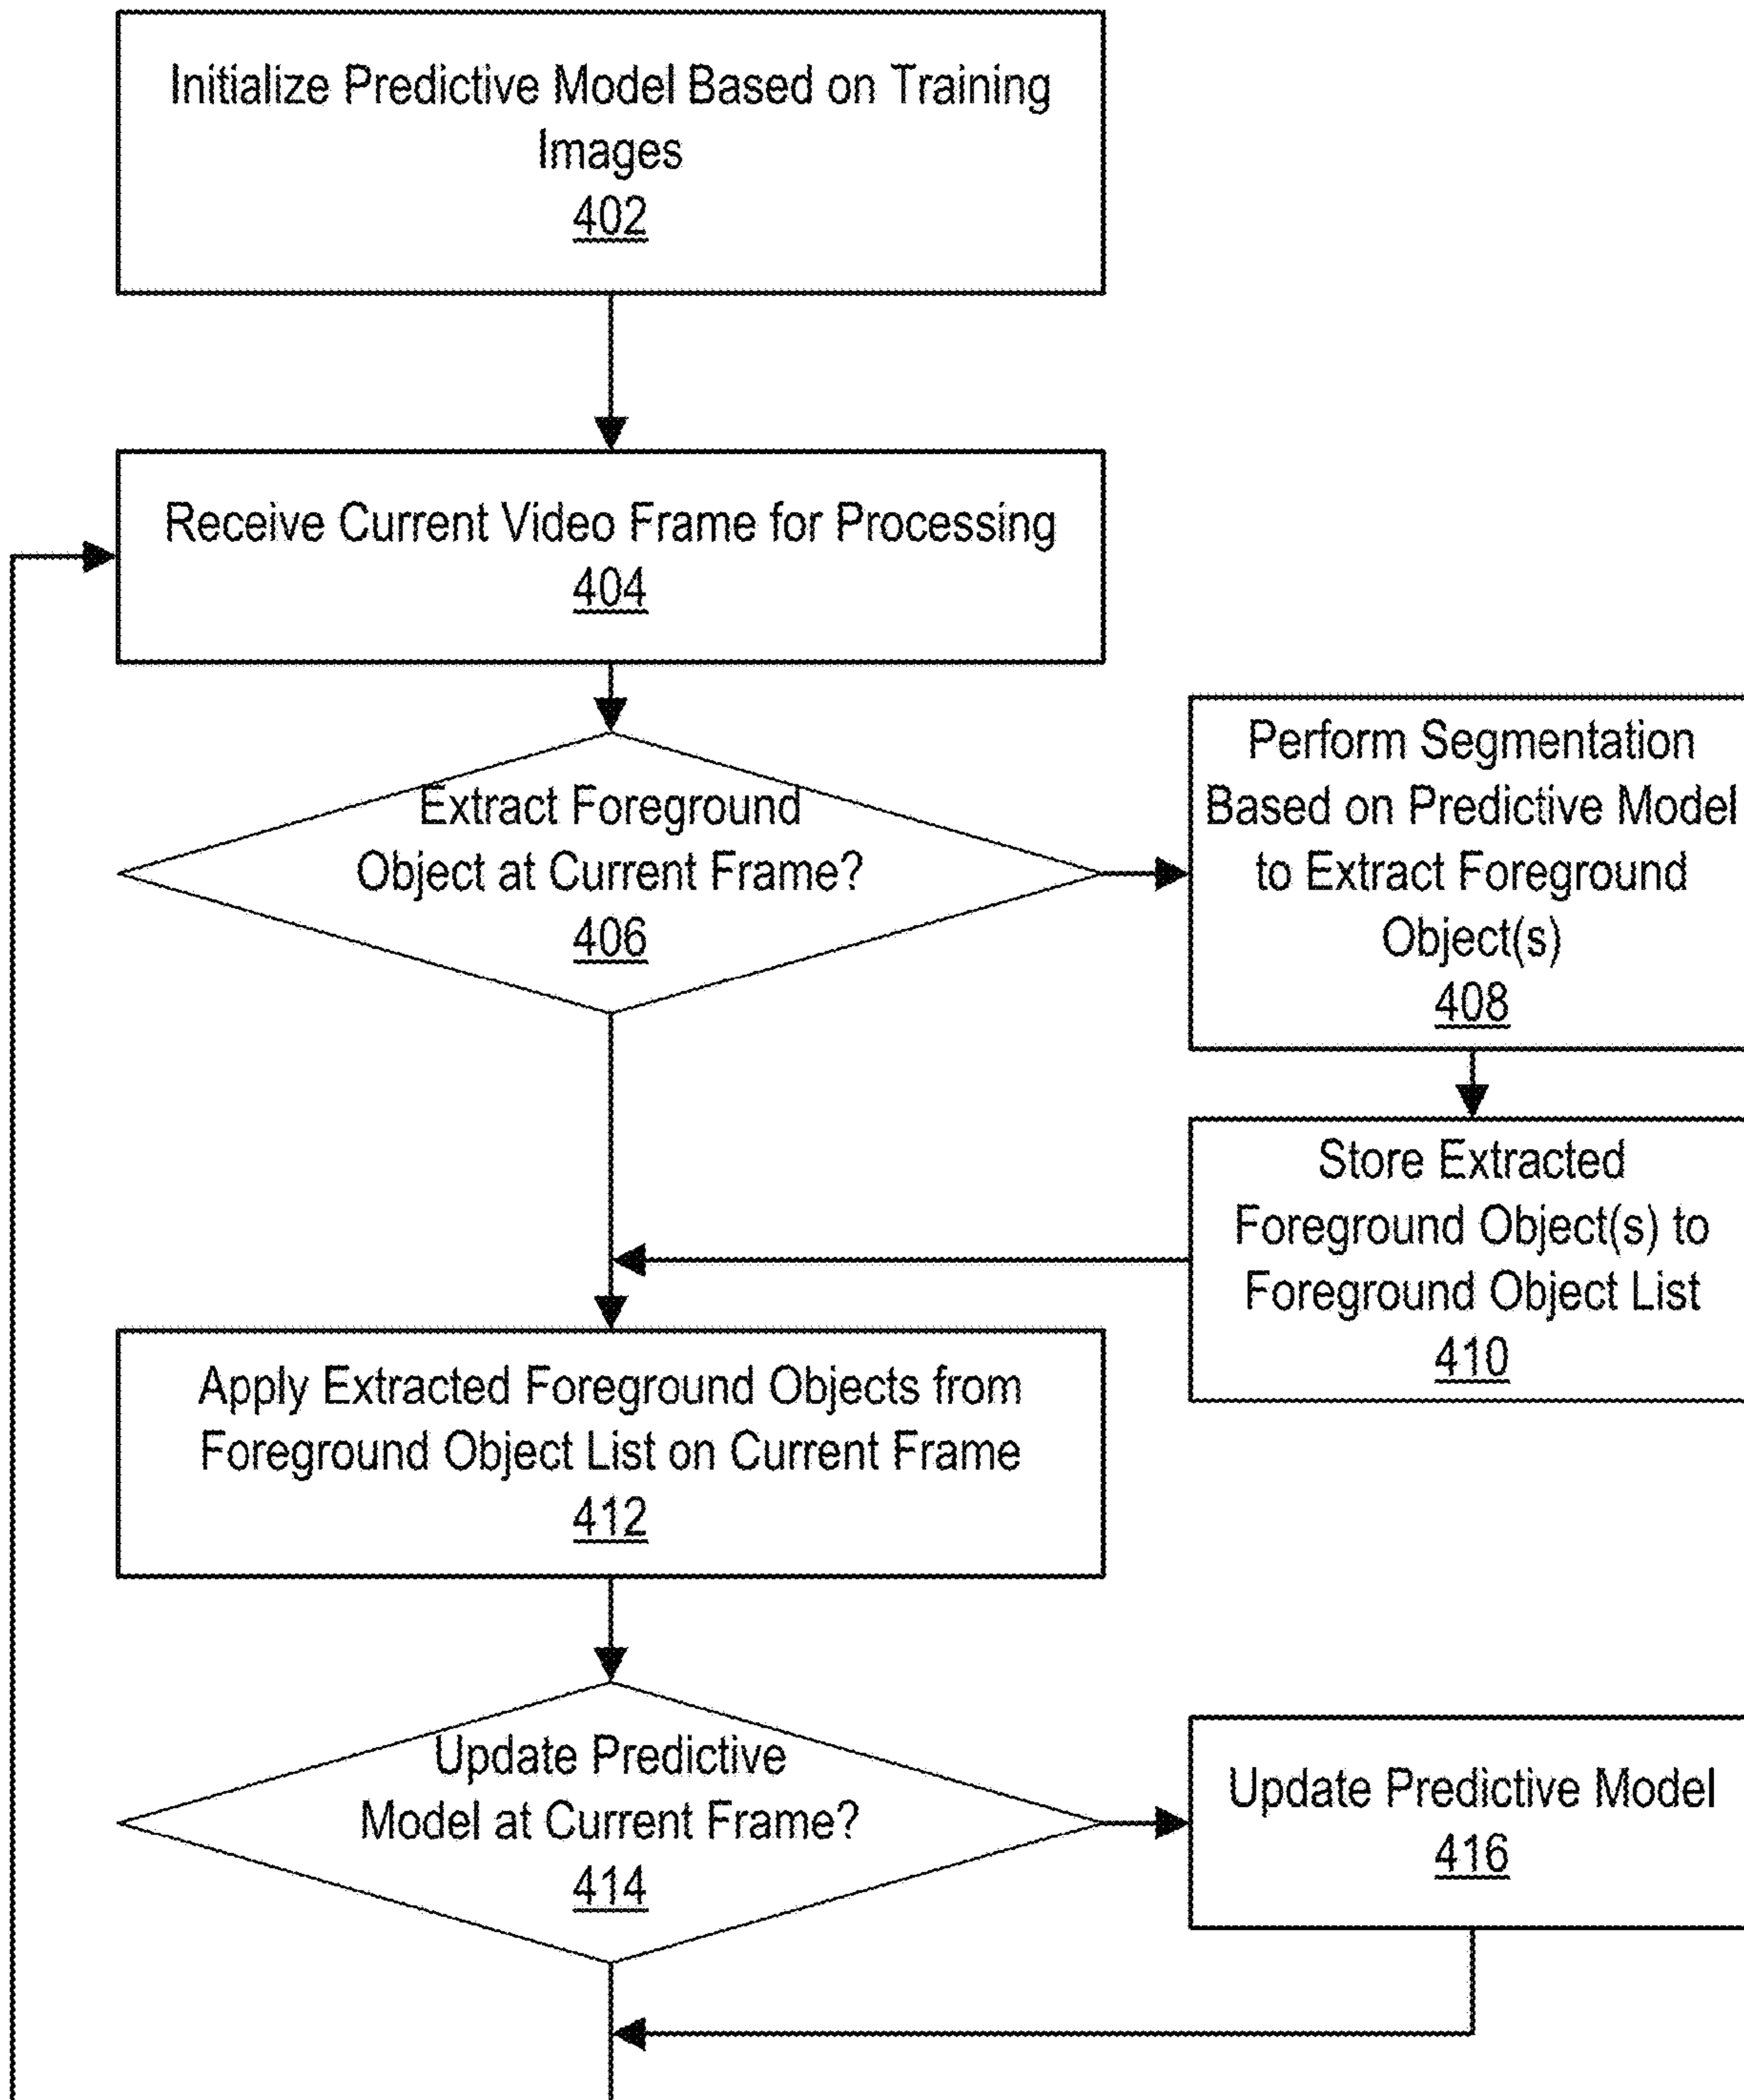 Initialize Predictive Model Based on Training
Images
402
Receive Current Video Frame for Processing
404
Extract Foreground
Object at Current Frame?
406
Perform Segmentation
Based on Predictive Model
to Extract Foreground
Object(s)
408
Store Extracted
Foreground Object(s) to
Foreground Object List
410
Apply Extracted Foreground Objects from
Foreground Object List on Current Frame
412
Update Predictive
Model at Current Frame?
414
Update Predictive Model
416